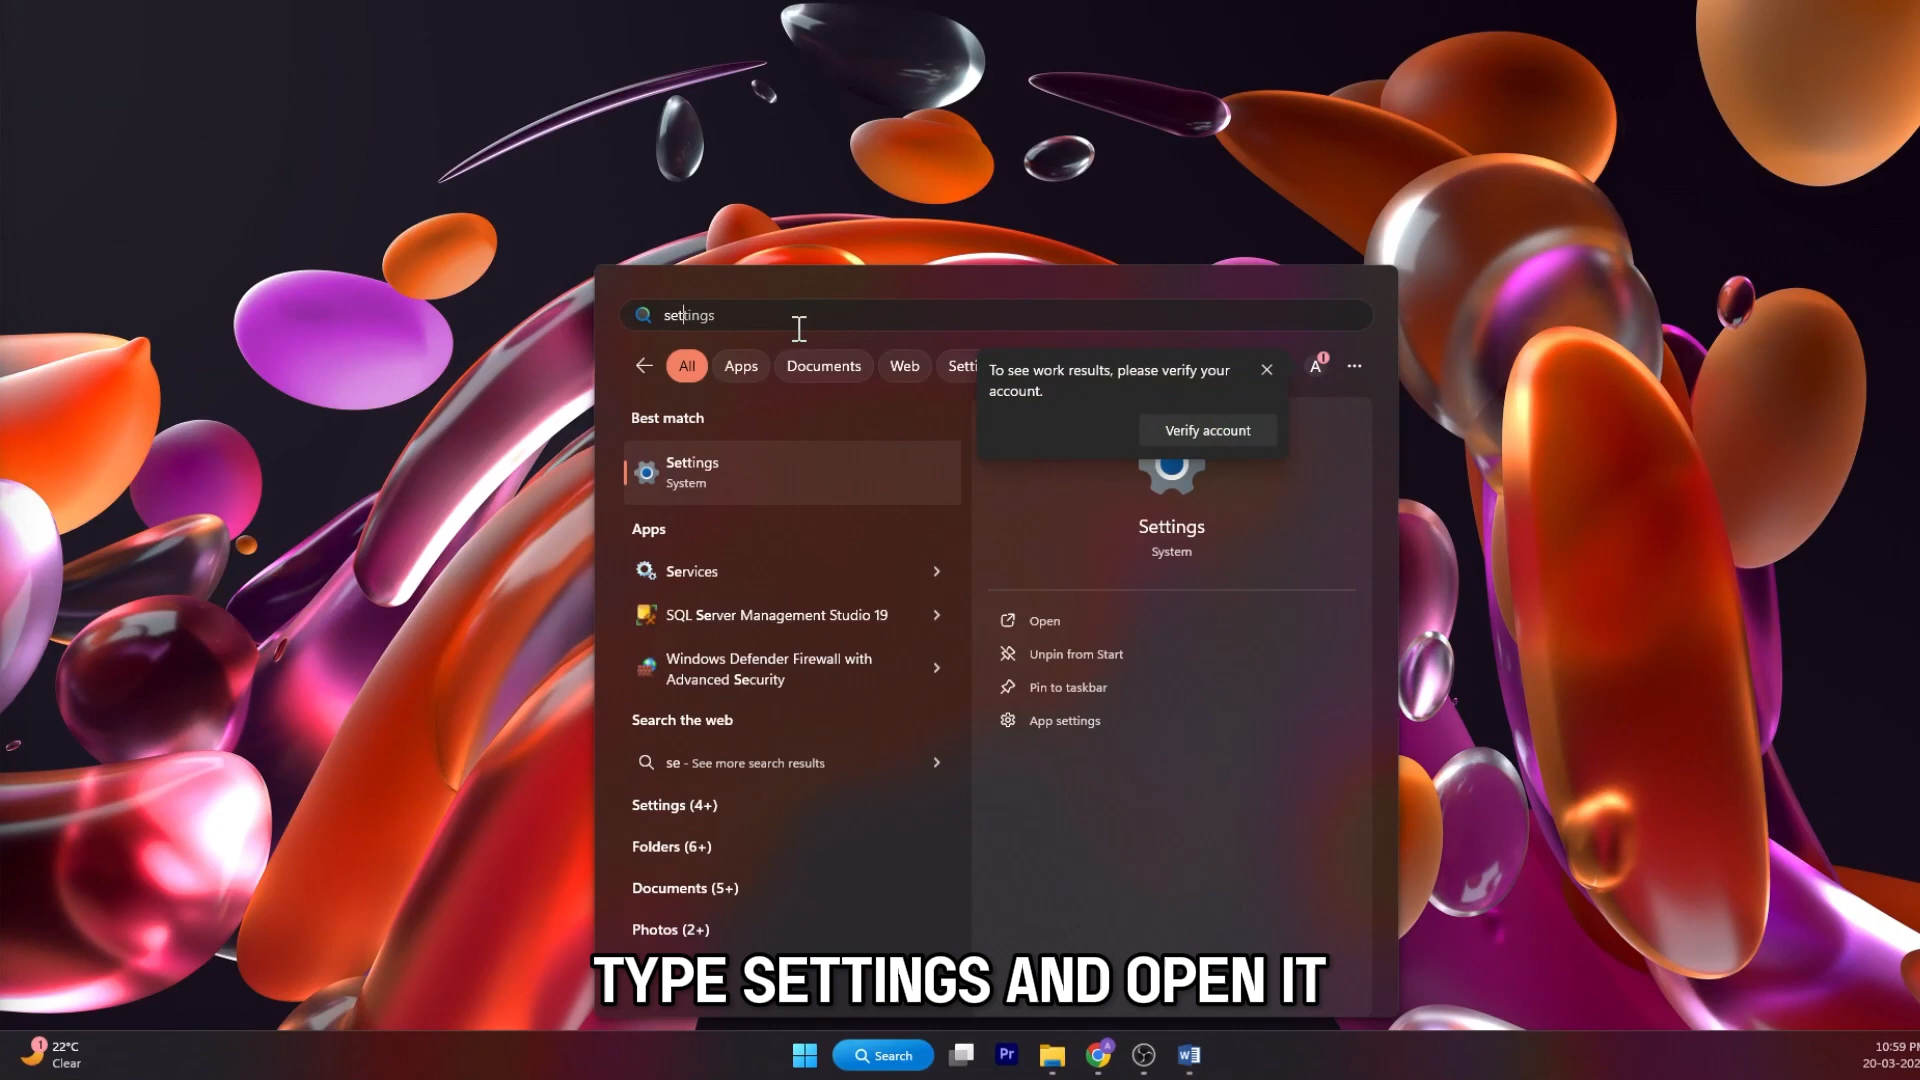 settings
All
Apps
Documents
Web
Setti
To see work results, please verify your
account.
Verify account
A
Best match
Settings
System
Apps
Services
SQL Server Management Studio 19
Windows Defender Firewall with
Advanced Security
Search the web
se - See more search results
Settings (4+)
Folders (6+)
Documents (5+)
Photos (2+)
Settings
System
Open
Unpin from Start
Pin to taskbar
App settings
TYPE SETTINGS AND OPEN IT
1
22°C
Clear
Search
Pr
A
W
10:59 PM
20-03-202